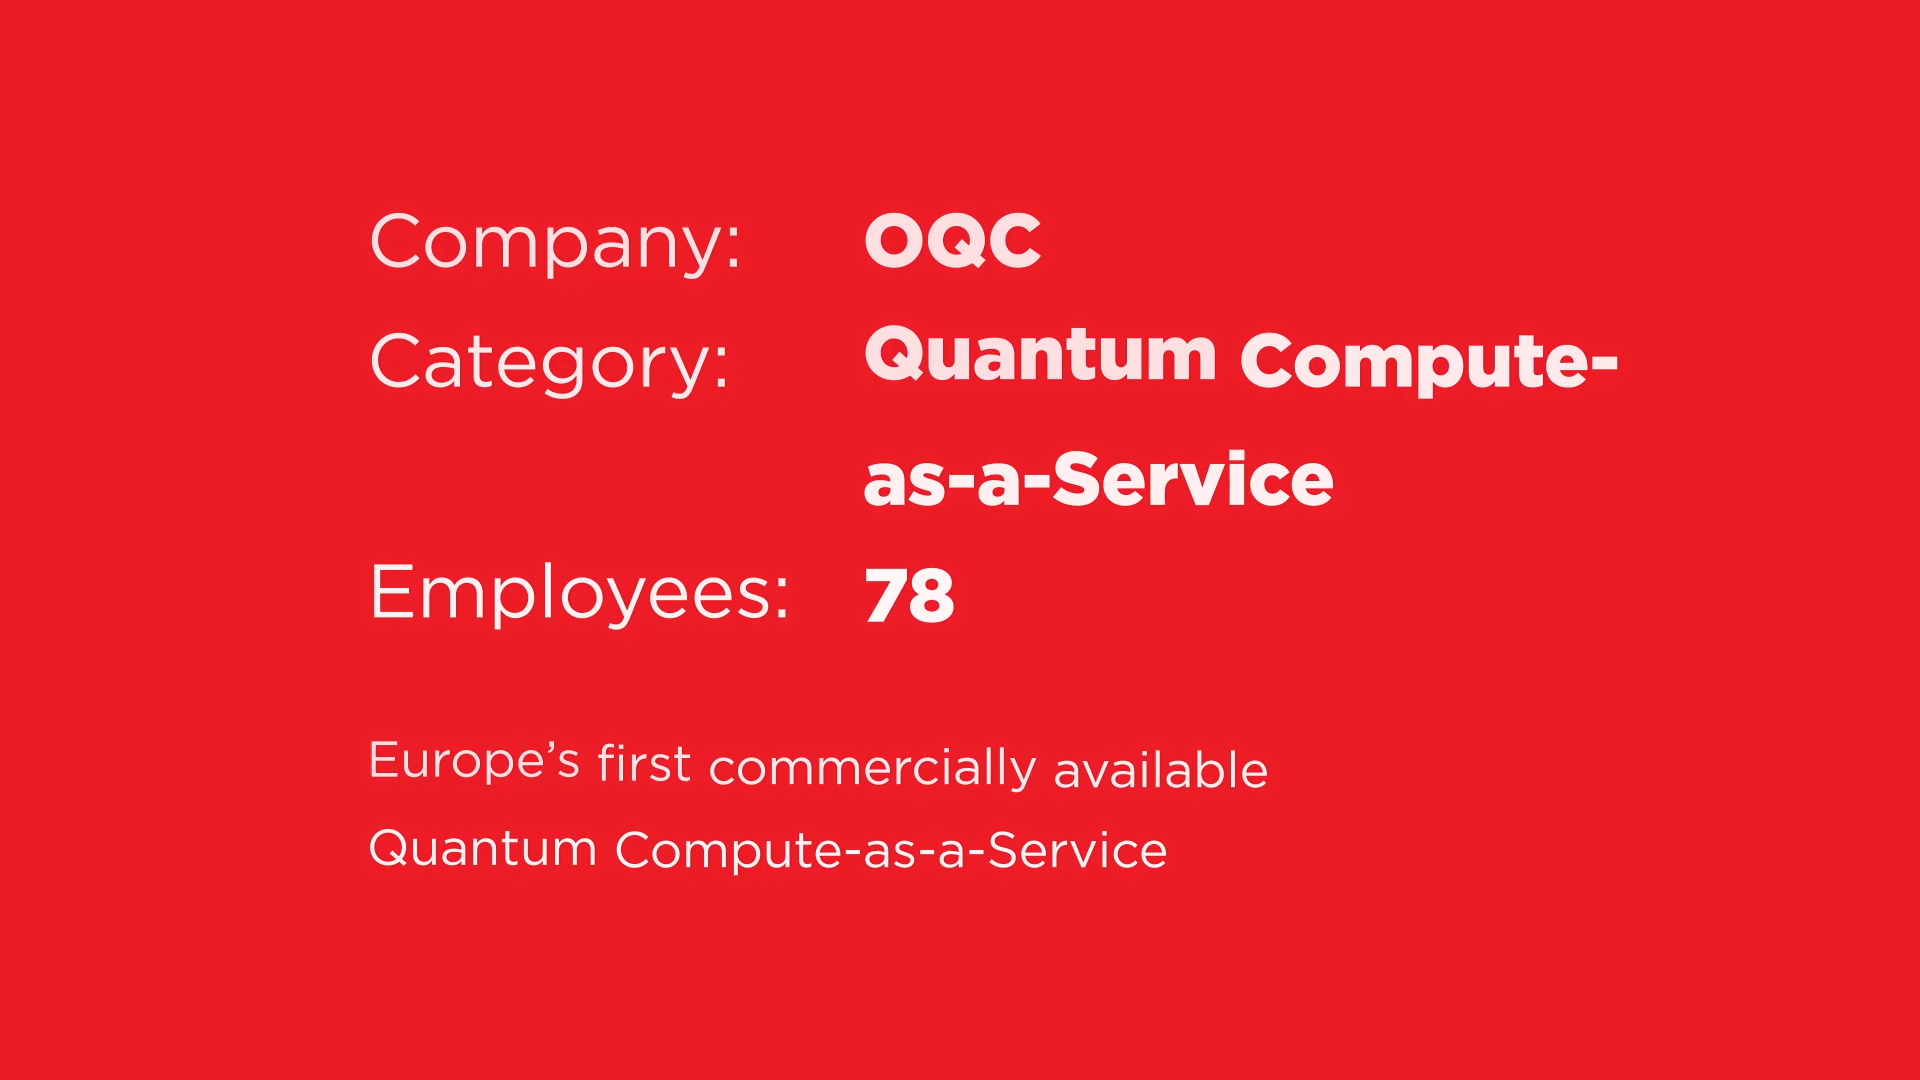 Company: OQC
Category: Quantum Compute-
as-a-Service
Employees: 78
Europe’s first commercially available
Quantum Compute-as-a-Service